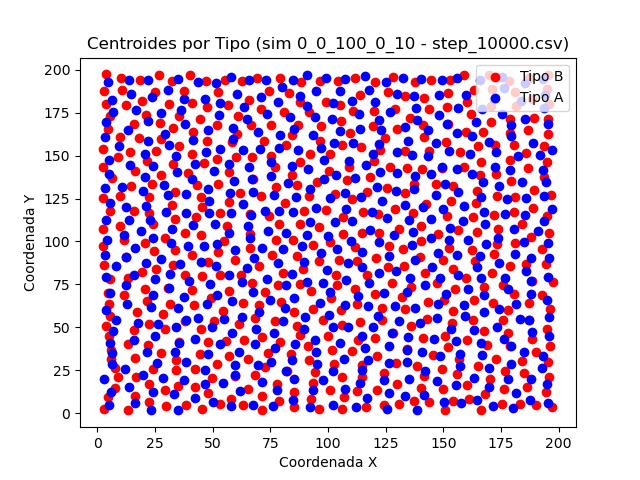 Centroides por Tipo (sim 0_0_100_0_10 - step_10000.csv)
Tipo B
Tipo A
200
175
150
125
100
75
50
25
0
Coordenada Y
0 25 50 75 100 125 150 175 200
Coordenada X